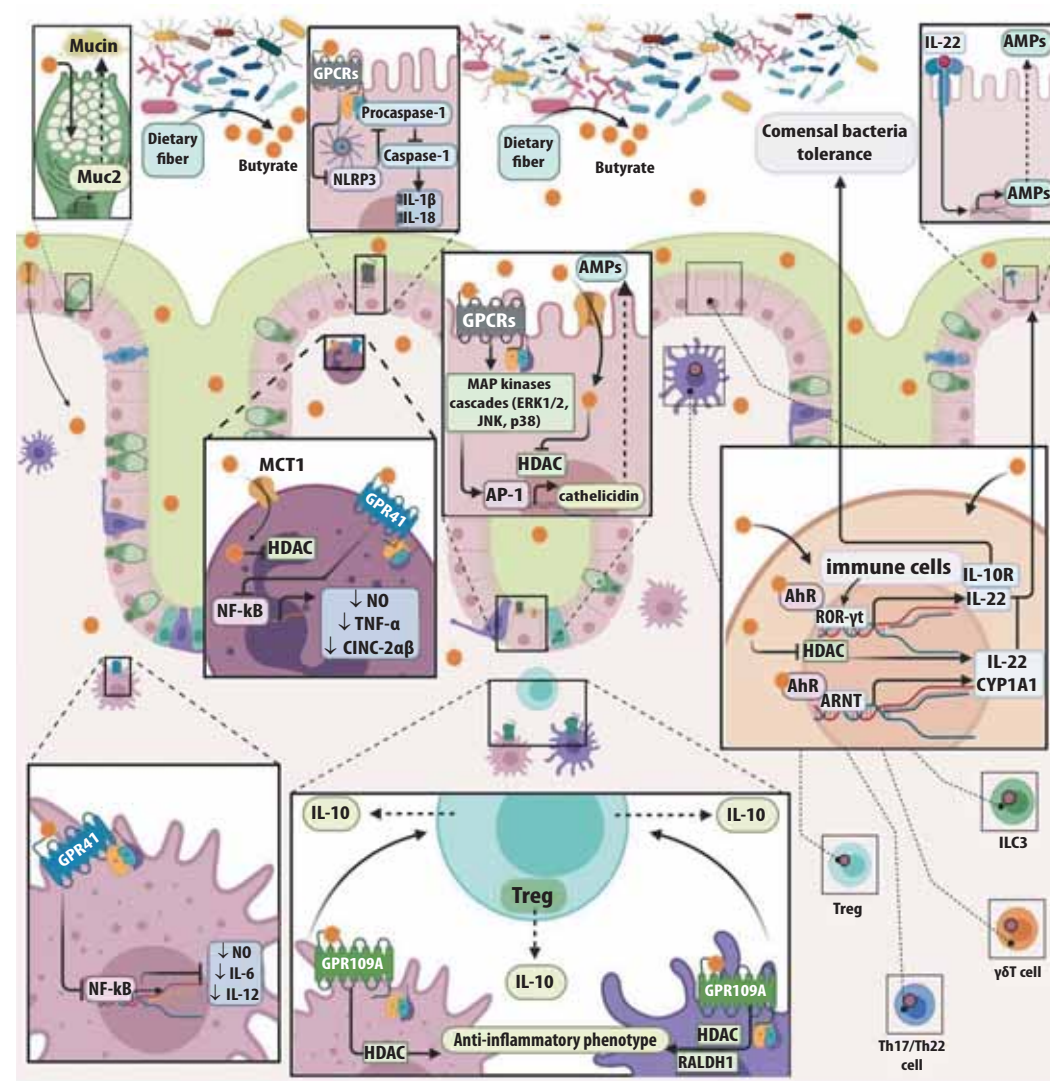 Mucin
Muc2
Dietary
fiber
Butyrate
GPCRs
Procaspase-1
Caspase-1
NLRP3
IL-1β
IL-18
Dietary
fiber
Butyrate
Comensal bacteria
tolerance
IL-22
AMPs
AMPs
AMPs
GPCRs
MAP kinases
cascades (ERK1/2,
JNK, p38)
HDAC
AP-1
cathelicidin
MCT1
GPR41
HDAC
NF-kB
↓ NO
↓ TNF-α
↓ CINC-2αβ
immune cells
IL-10R
IL-22
AhR
ROR-γt
HDAC
IL-22
CYP1A1
AhR
ARNT
GPR41
NF-kB
↓ NO
↓ IL-6
↓ IL-12
IL-10
IL-10
Treg
IL-10
GPR109A
GPR109A
HDAC
Anti-inflammatory phenotype
HDAC
RALDH1
ILC3
Treg
γδT cell
Th17/Th22
cell